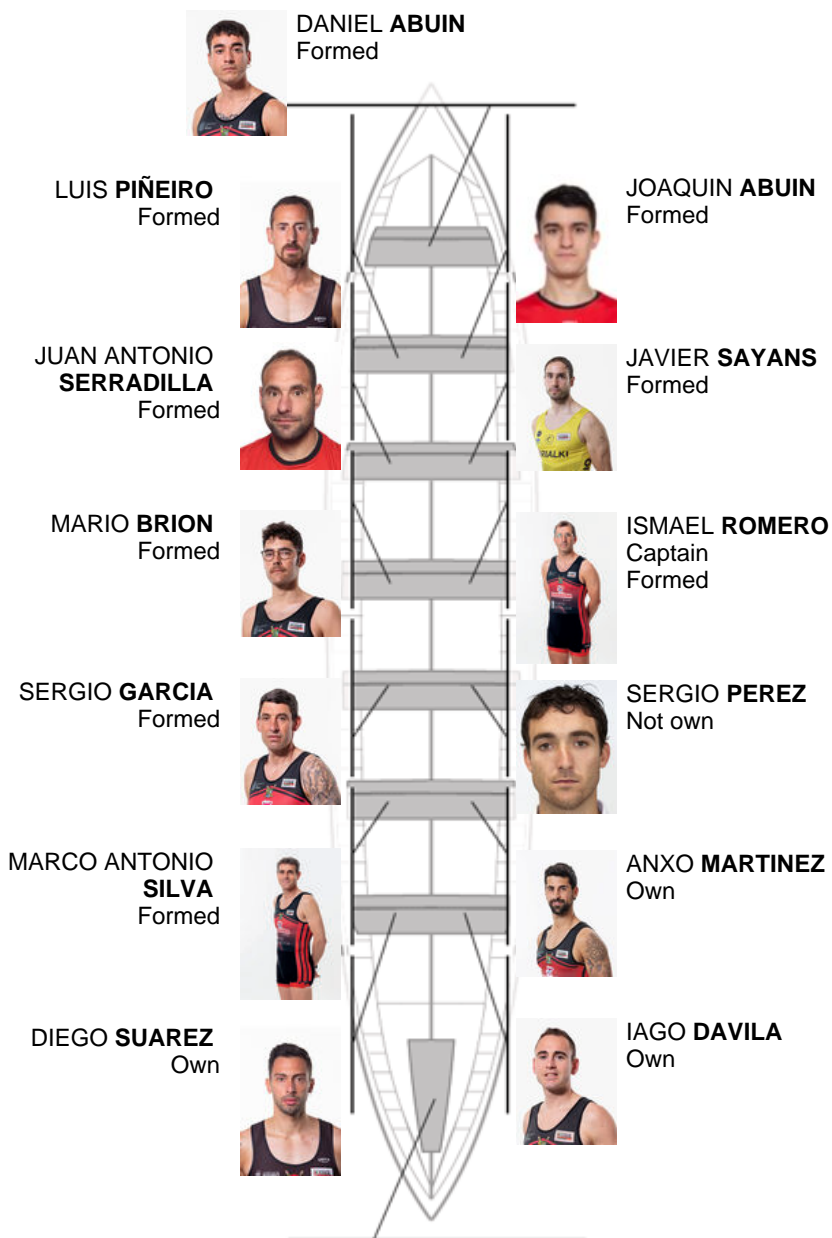 DANIEL ABUIN
Formed
LUIS PIÑEIRO
Formed
JOAQUIN ABUIN
Formed
JUAN ANTONIO
SERRADILLA
Formed
JAVIER SAYANS
Formed
MARIO BRION
Formed
ISMAEL ROMERO
Captain
Formed
SERGIO GARCIA
Formed
SERGIO PEREZ
Not own
MARCO ANTONIO
SILVA
Formed
ANXO MARTINEZ
Own
DIEGO SUAREZ
Own
IAGO DAVILA
Own